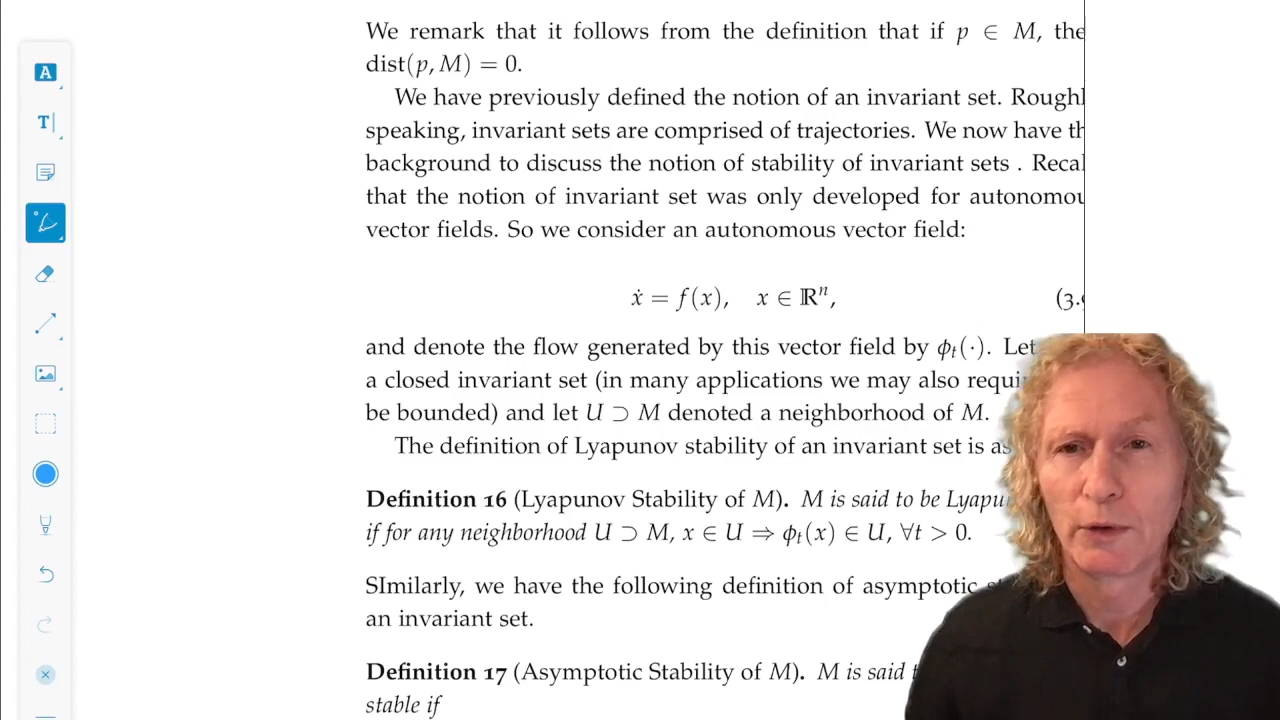 We remark that it follows from the definition that if p ∈ M, the
dist(p, M) = 0.
We have previously defined the notion of an invariant set.
speaking, invariant sets are comprised of trajectories. We now have
background to discuss the notion of stability of invariant sets .
that the notion of invariant set was only developed for
vector fields. So we consider an autonomous vector field:
ẋ = f(x), x ∈ ℝⁿ,
and denote the flow generated by this vector field by ϕₜ(·). Let
a closed invariant set (in many applications we may also
be bounded) and let U ⊃ M denoted a neighborhood of M.
The definition of Lyapunov stability of an invariant set is
Definition 16 (Lyapunov Stability of M). M is said to be
if for any neighborhood U ⊃ M, x ∈ U ⇒ ϕₜ(x) ∈ U, ∀t > 0.
SImilarly, we have the following definition of asymptotic
an invariant set.
Definition 17 (Asymptotic Stability of M). M is said
stable if
A
T